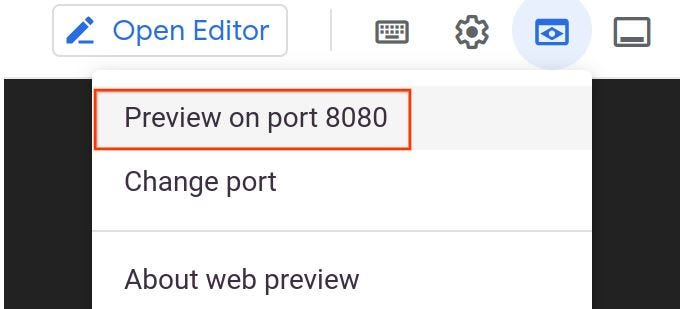 Open Editor
Preview on port 8080
Change port
About web preview